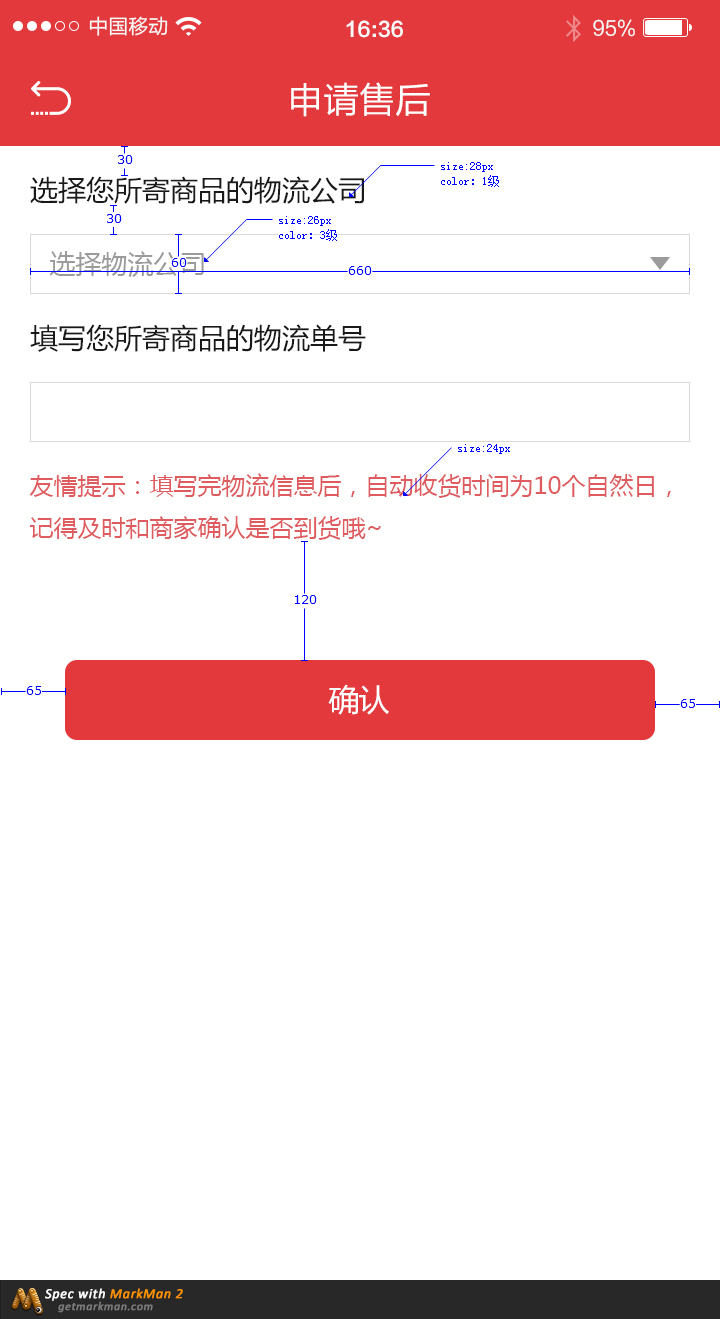 中国移动
16:36
95%
申请售后
30
size:28px
color: 1级
选择您所寄商品的物流公司
30
size:26px
color: 3级
选择物流公司
60
660
填写您所寄商品的物流单号
size:24px
友情提示：填写完物流信息后，自动收货时间为10个自然日，
记得及时和商家确认是否到货哦~
120
65
确认
65
Spec with MarkMan 2
getmarkman.com